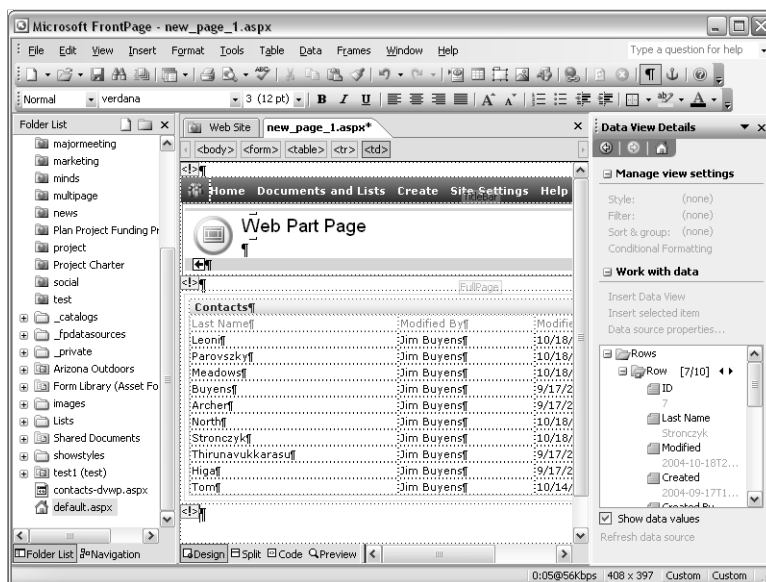 Microsoft FrontPage - new_page_1.aspx
File Edit View Insert Format Tools Table Data Frames Window Help
Type a question for help
Normal verdana 3 (12 pt) B I U A A ab A
Folder List
majormeeting
marketing
minds
multipage
news
Plan Project Funding Pr
project
Project Charter
social
test
_catalogs
_fpdatasources
_private
Arizona Outdoors
Form Library (Asset Fo
images
Lists
Shared Documents
showstyles
test1 (test)
contacts-dvwp.aspx
default.aspx
Folder List Navigation
Web Site new_page_1.aspx*
<body> <form> <table> <tr> <td>
<!>¶
Home Documents and Lists Create Site Settings Help
TitleBar
Web Part Page
¶
¶
<!>¶
FullPage
Contacts¶
Last Name¶ Modified By¶ Modifie
Leoni¶ Jim Buyens¶ 10/18/
Parovszky¶ Jim Buyens¶ 10/18/
Meadows¶ Jim Buyens¶ 10/18/
Buyens¶ Jim Buyens¶ 9/17/2
Archer¶ Jim Buyens¶ 9/17/2
North¶ Jim Buyens¶ 10/18/
Stronczyk¶ Jim Buyens¶ 10/18/
Thirunavukkarasu¶ Jim Buyens¶ 9/17/2
Higa¶ Jim Buyens¶ 9/17/2
Tom¶ Jim Buyens¶ 10/14/
<!>¶
Design Split Code Preview
Data View Details
Manage view settings
Style: (none)
Filter: (none)
Sort & group: (none)
Conditional Formatting
Work with data
Insert Data View
Insert selected item
Data source properties...
Rows
Row [7/10]
ID
7
Last Name
Stronczyk
Modified
2004-10-18T2...
Created
2004-09-17T1...
Created By
Show data values
Refresh data source
0:05@56Kbps 408 x 397 Custom Custom